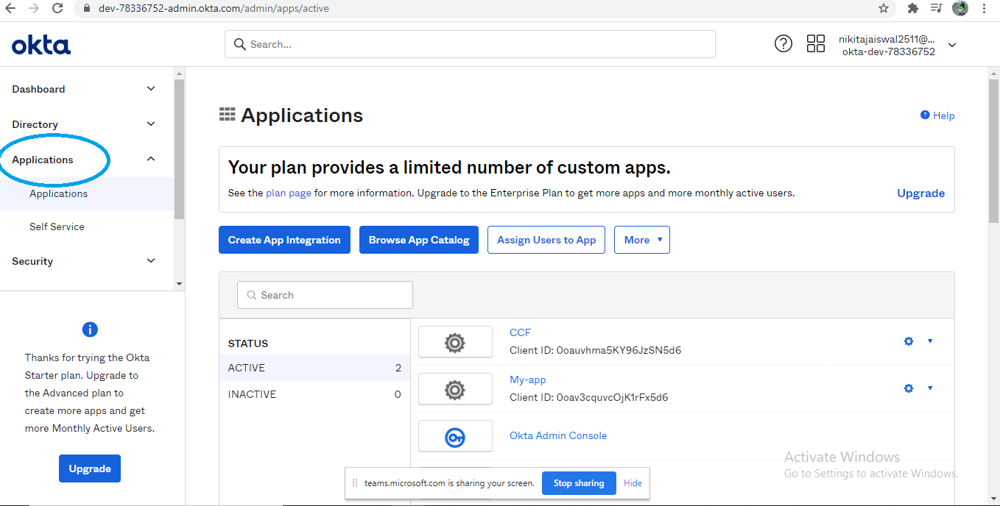 dev-78336752-admin.okta.com/admin/apps/active
okta
Search...
?
nikitajaiswal2511@...
okta-dev-78336752
Dashboard
Directory
Applications
Applications
Self Service
Security
i
Thanks for trying the Okta
Starter plan. Upgrade to
the Advanced plan to
create more apps and get
more Monthly Active Users.
Upgrade
Applications
? Help
Your plan provides a limited number of custom apps.
See the plan page for more information. Upgrade to the Enterprise Plan to get more apps and more monthly active users.
Upgrade
Create App Integration
Browse App Catalog
Assign Users to App
More
Search
STATUS
ACTIVE 2
INACTIVE 0
CCF
Client ID: 0oauvhma5KY96JzSN5d6
My-app
Client ID: 0oav3cquvcOjK1rFx5d6
Okta Admin Console
Activate Windows
Go to Settings to activate Windows.
teams.microsoft.com is sharing your screen.
Stop sharing
Hide